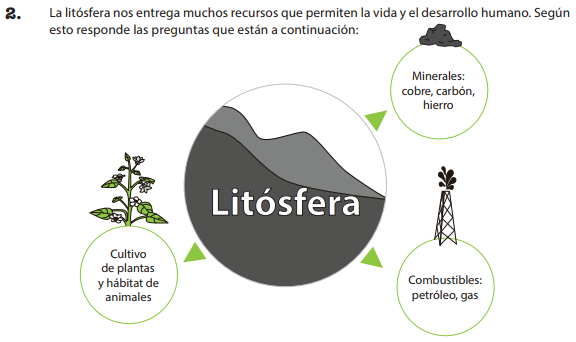 2. La litósfera nos entrega muchos recursos que permiten la vida y el desarrollo humano. Según
esto responde las preguntas que están a continuación:
Minerales:
cobre, carbón,
hierro
Litósfera
Cultivo
de plantas
y hábitat de
animales
Combustibles:
petróleo, gas